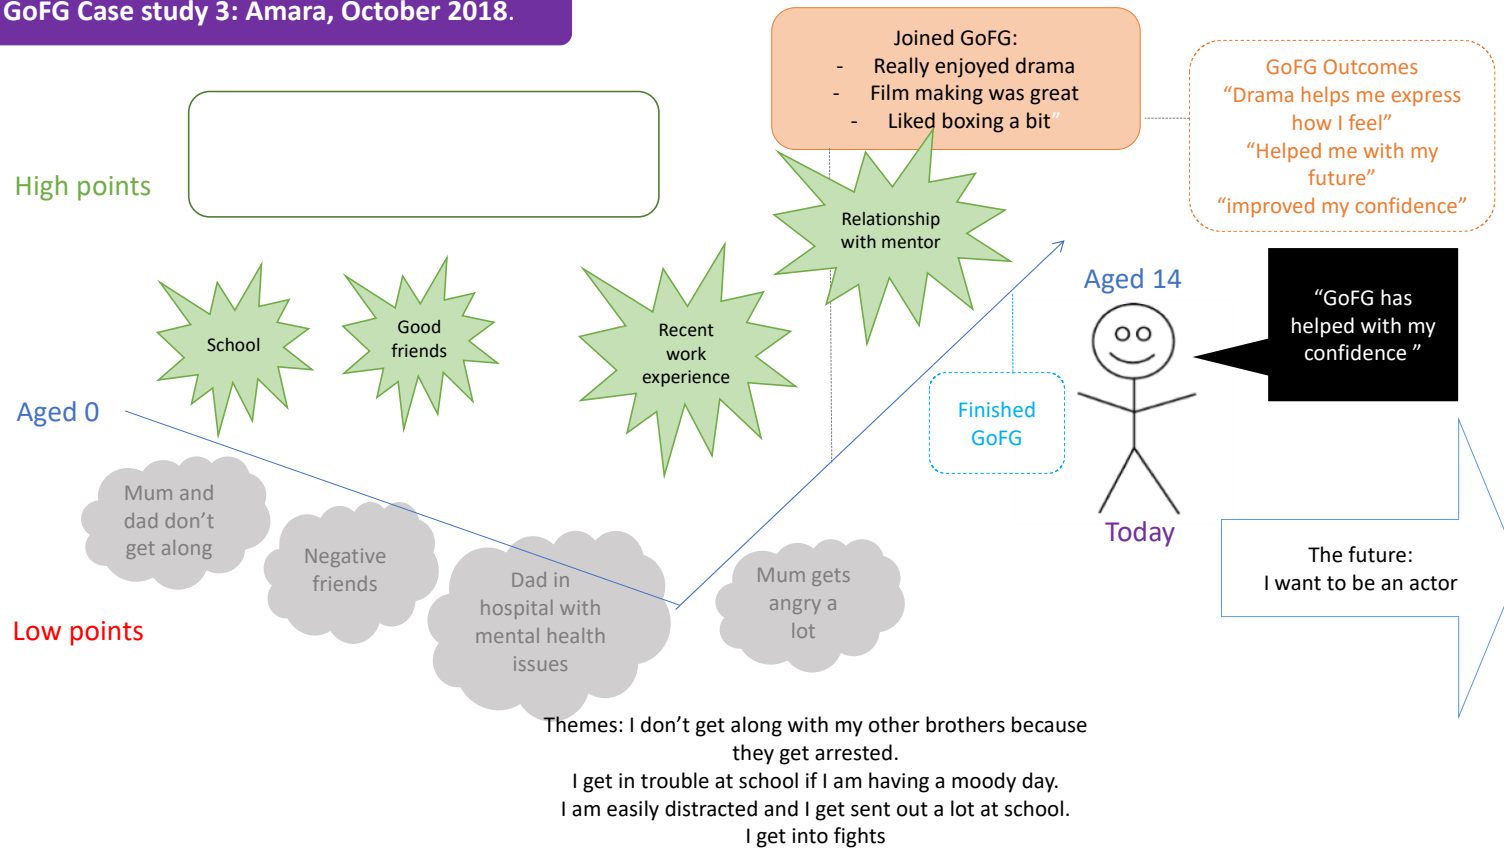 GoFG Case study 3: Amara, October 2018.
Joined GoFG:
- Really enjoyed drama
- Film making was great
- Liked boxing a bit”
GoFG Outcomes
“Drama helps me express
how I feel”
“Helped me with my
future”
“improved my confidence”
High points
Relationship
with mentor
School
Good
friends
Recent
work
experience
Aged 14
“GoFG has
helped with my
confidence ”
Aged 0
Finished
GoFG
Mum and
dad don’t
get along
Negative
friends
Dad in
hospital with
mental health
issues
Mum gets
angry a
lot
Today
The future:
I want to be an actor
Low points
Themes: I don’t get along with my other brothers because
they get arrested.
I get in trouble at school if I am having a moody day.
I am easily distracted and I get sent out a lot at school.
I get into fights